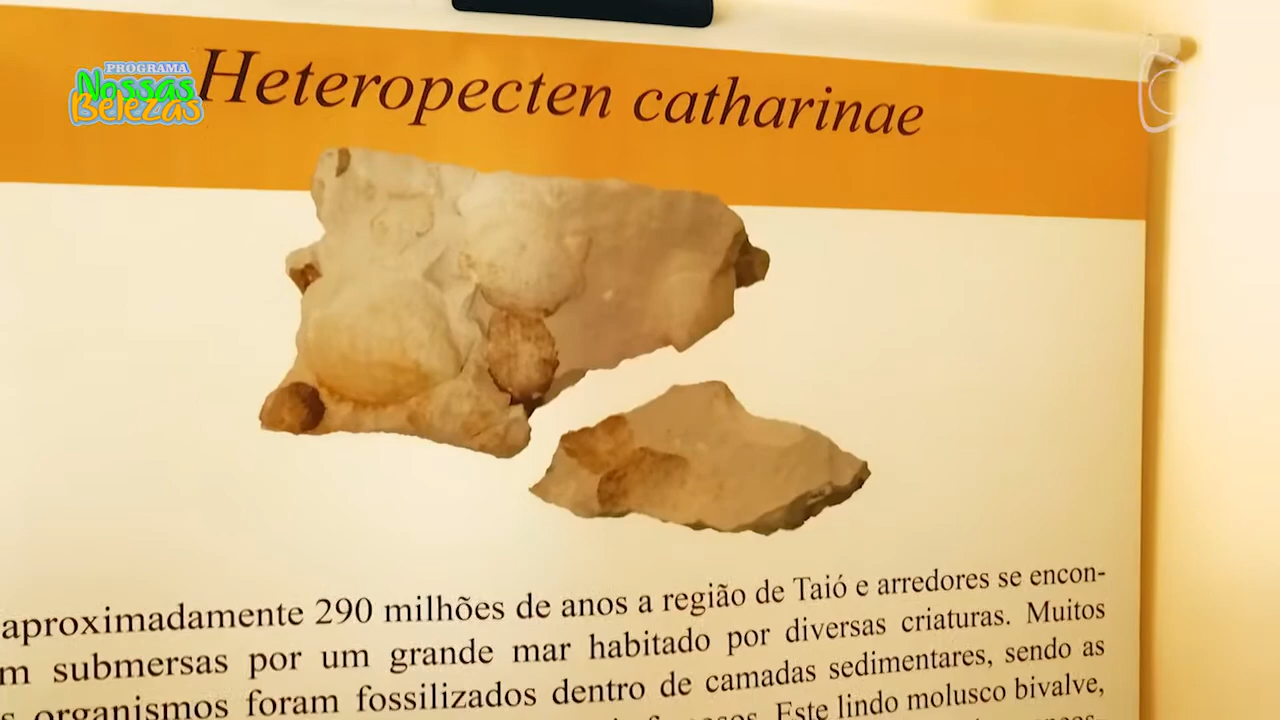 PROGRAMA
Nossas
Belezas
Heteropecten catharinae
aproximadamente 290 milhões de anos a região de Taió e arredores se encon-
submersas por um grande mar habitado por diversas criaturas. Muitos
organismos foram fossilizados dentro de camadas sedimentares, sendo as
Este lindo molusco bivalve,